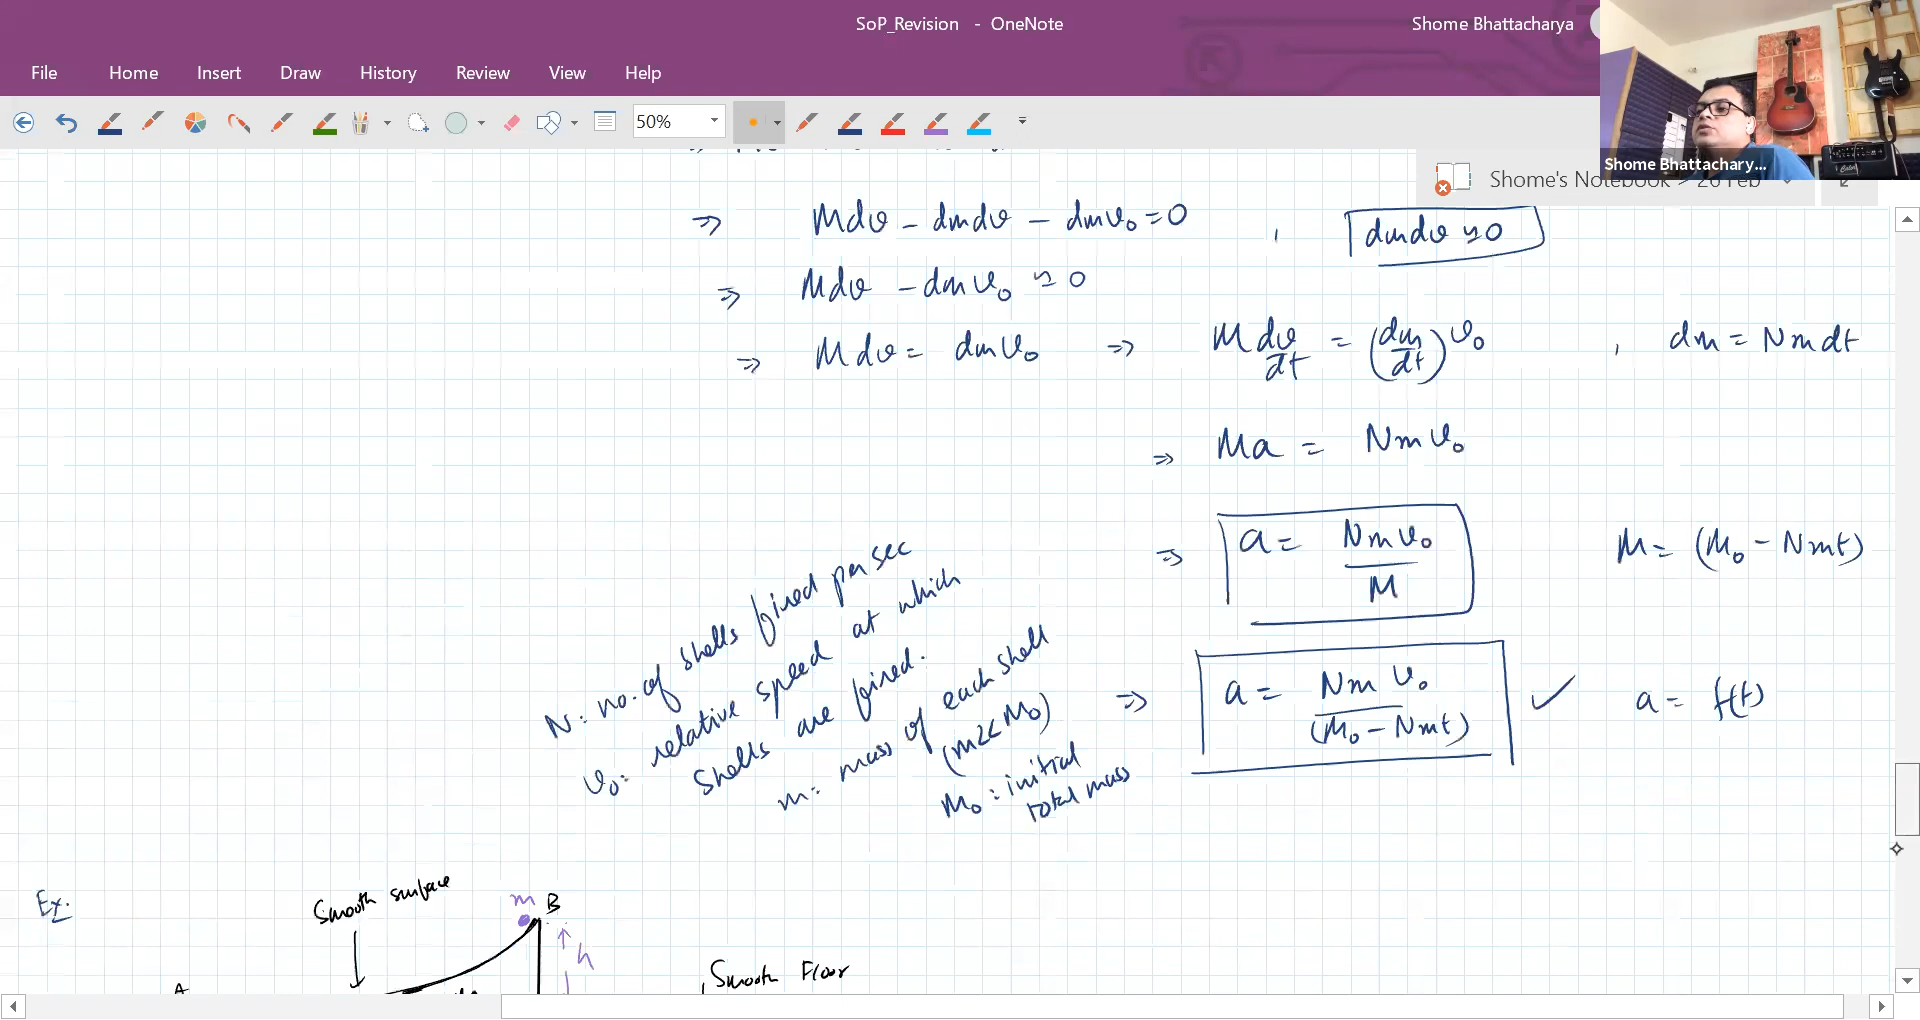 SoP_Revision - OneNote
Shome Bhattacharya
File Home Insert Draw History Review View Help
50%
Shome Bhattachary...
Shome's Notebook > 26 Feb
⇒ Mdv - dmdv - dmv₀ = 0 , dmdv ≈ 0
⇒ Mdv - dmv₀ ≈ 0
⇒ Mdv = dmv₀ ⇒ M dv/dt = (dm/dt) v₀ , dm = Nmdt
⇒ Ma = Nmv₀
⇒ a = Nmv₀/M M = (M₀ - Nmt)
⇒ a = Nmv₀/(M₀ - Nmt) ✓ a = f(t)
N: no. of shells fired per sec
v₀: relative speed at which
shells are fired.
m: mass of each shell
(m<<M₀)
M₀: initial
total mass
Ex:
Smooth surface
m B
h
A
Smooth Floor